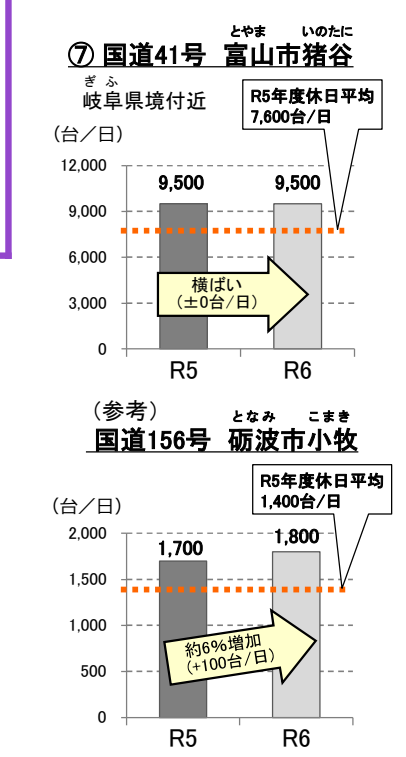 とやま いのたに
⑦ 国道41号 富山市猪谷
ぎ ふ
岐阜県境付近
R5年度休日平均
7,600台/日
(台/日)
12,000
9,500 9,500
9,000
6,000
横ばい
(±0台/日)
3,000
0
R5 R6
(参考)
となみ こまき
国道156号 砺波市小牧
R5年度休日平均
1,400台/日
(台/日)
2,000
1,700 1,800
1,500
1,000
約6%増加
(+100台/日)
500
0
R5 R6